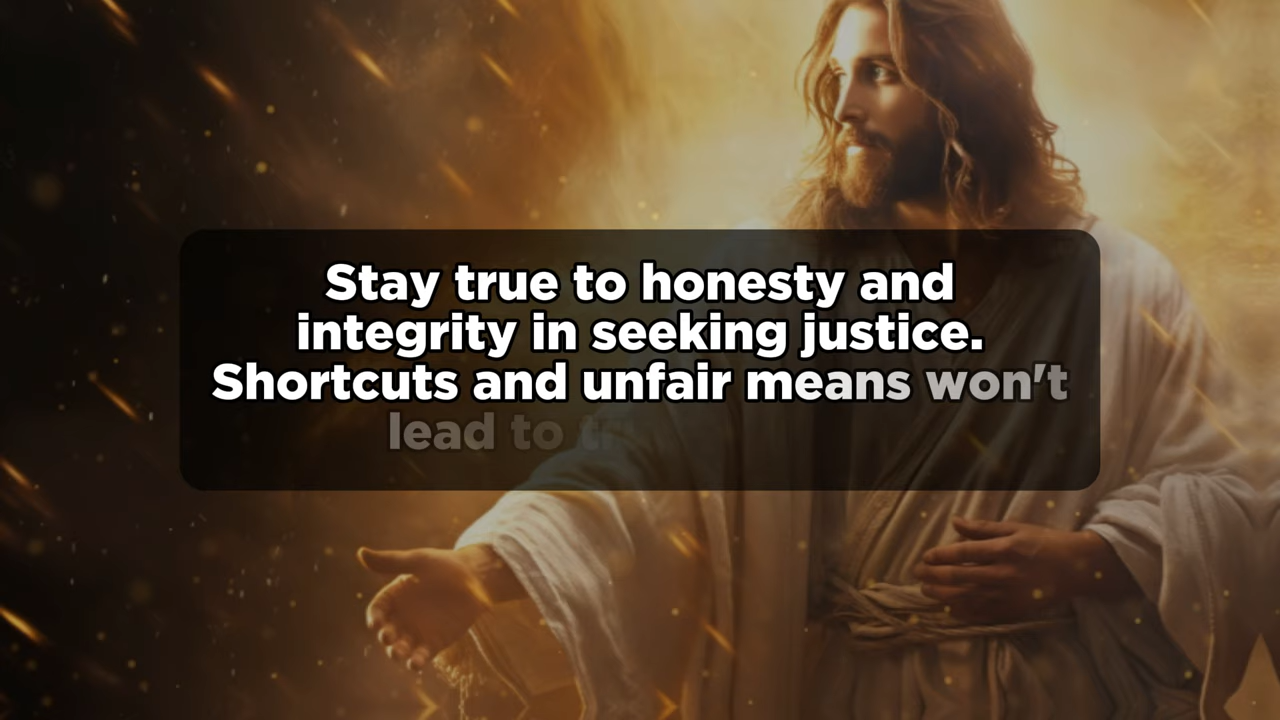 Stay true to honesty and
integrity in seeking justice.
Shortcuts and unfair means won't
lead to